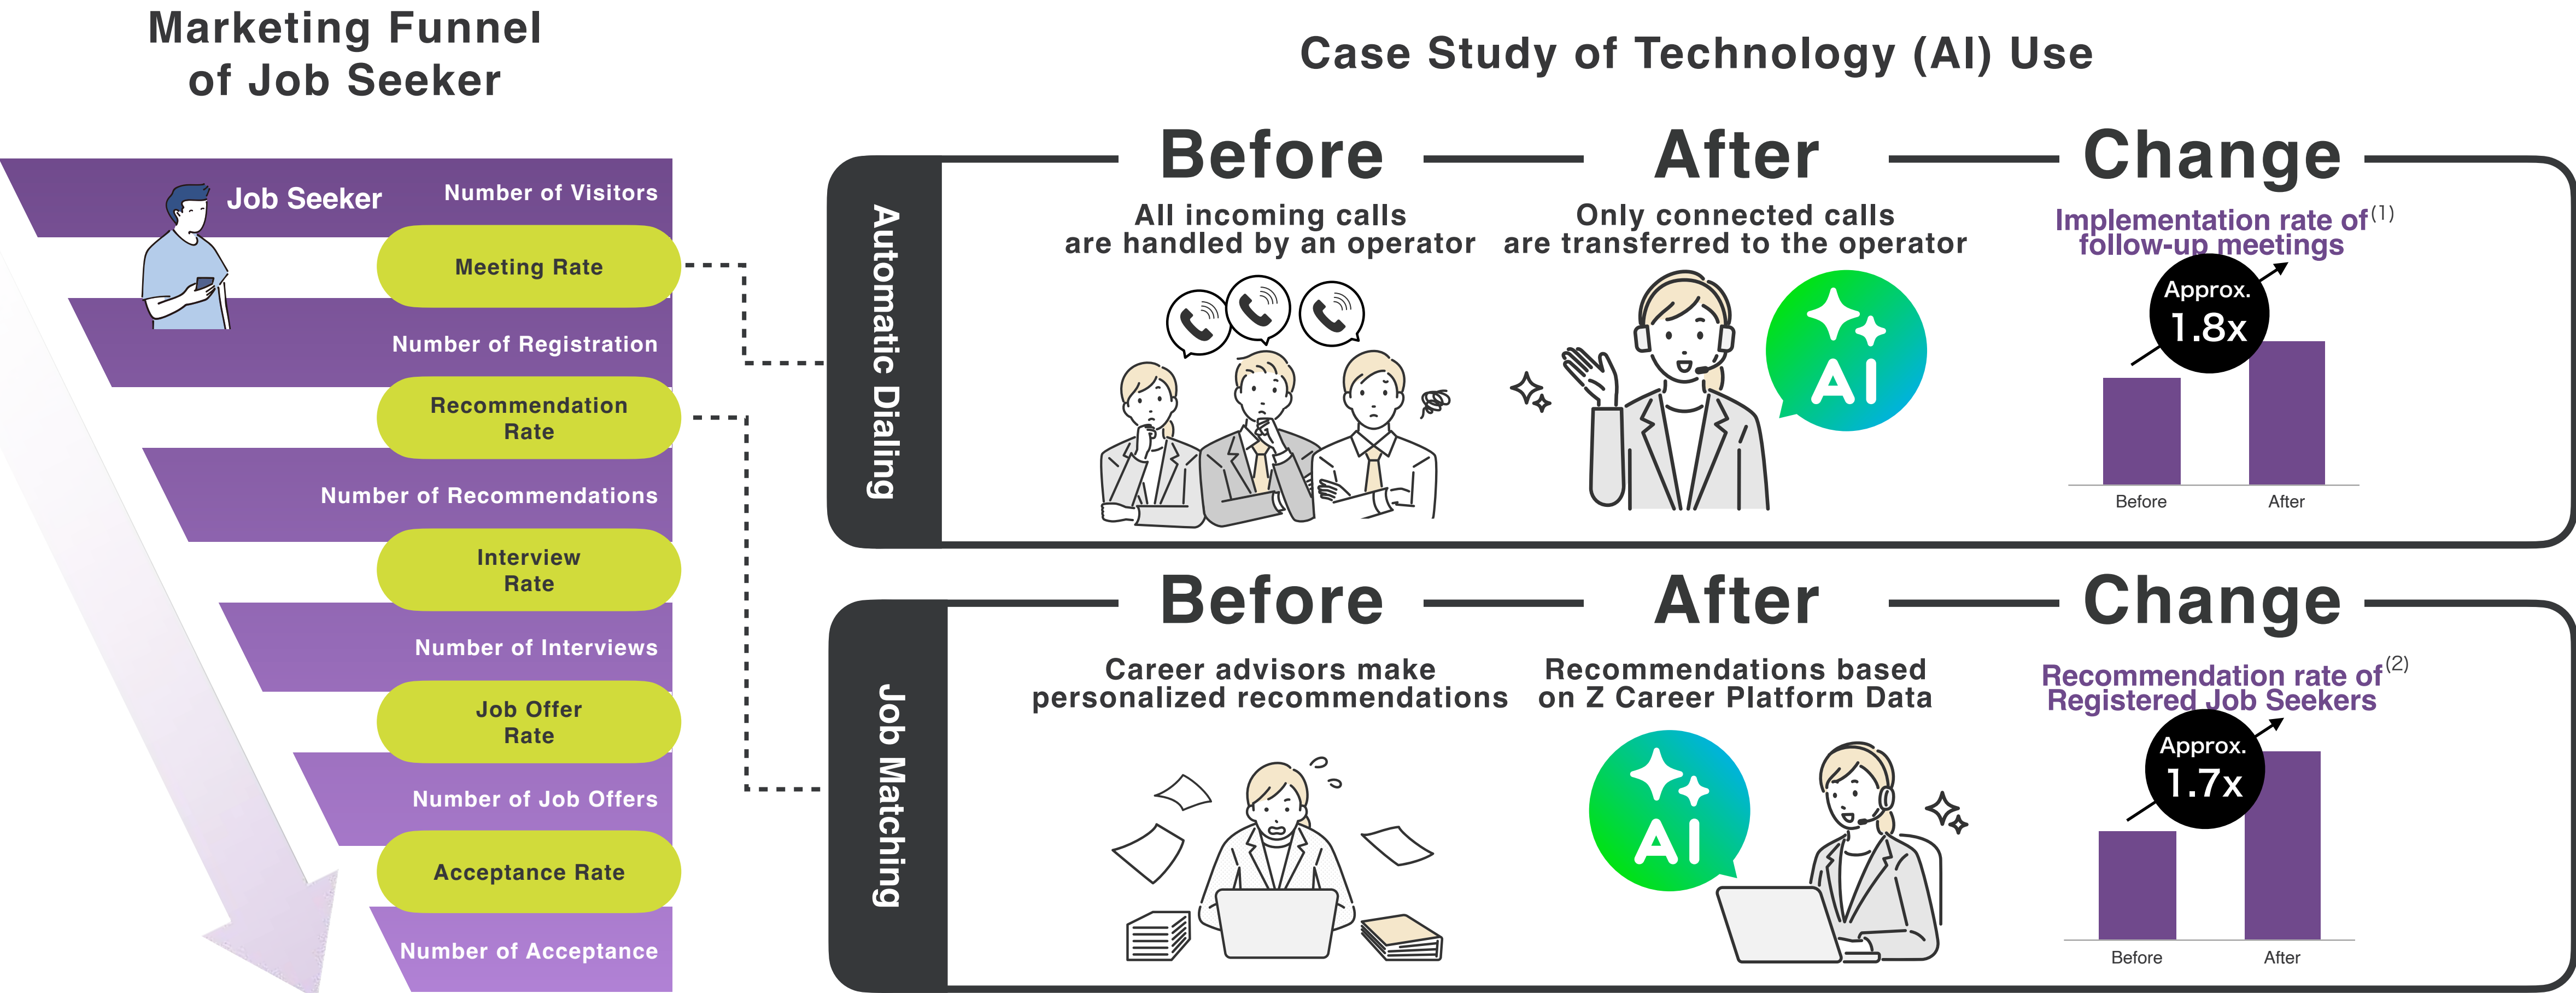 Marketing Funnel
of Job Seeker
Job Seeker
Number of Visitors
Meeting Rate
Number of Registration
Recommendation
Rate
Number of Recommendations
Interview
Rate
Number of Interviews
Job Offer
Rate
Number of Job Offers
Acceptance Rate
Number of Acceptance
Case Study of Technology (AI) Use
Automatic Dialing
Before
All incoming calls
are handled by an operator
After
Only connected calls
are transferred to the operator
AI
Change
Implementation rate of(1)
follow-up meetings
Approx.
1.8x
Before
After
Job Matching
Before
Career advisors make
personalized recommendations
After
Recommendations based
on Z Career Platform Data
AI
Change
Recommendation rate of(2)
Registered Job Seekers
Approx.
1.7x
Before
After